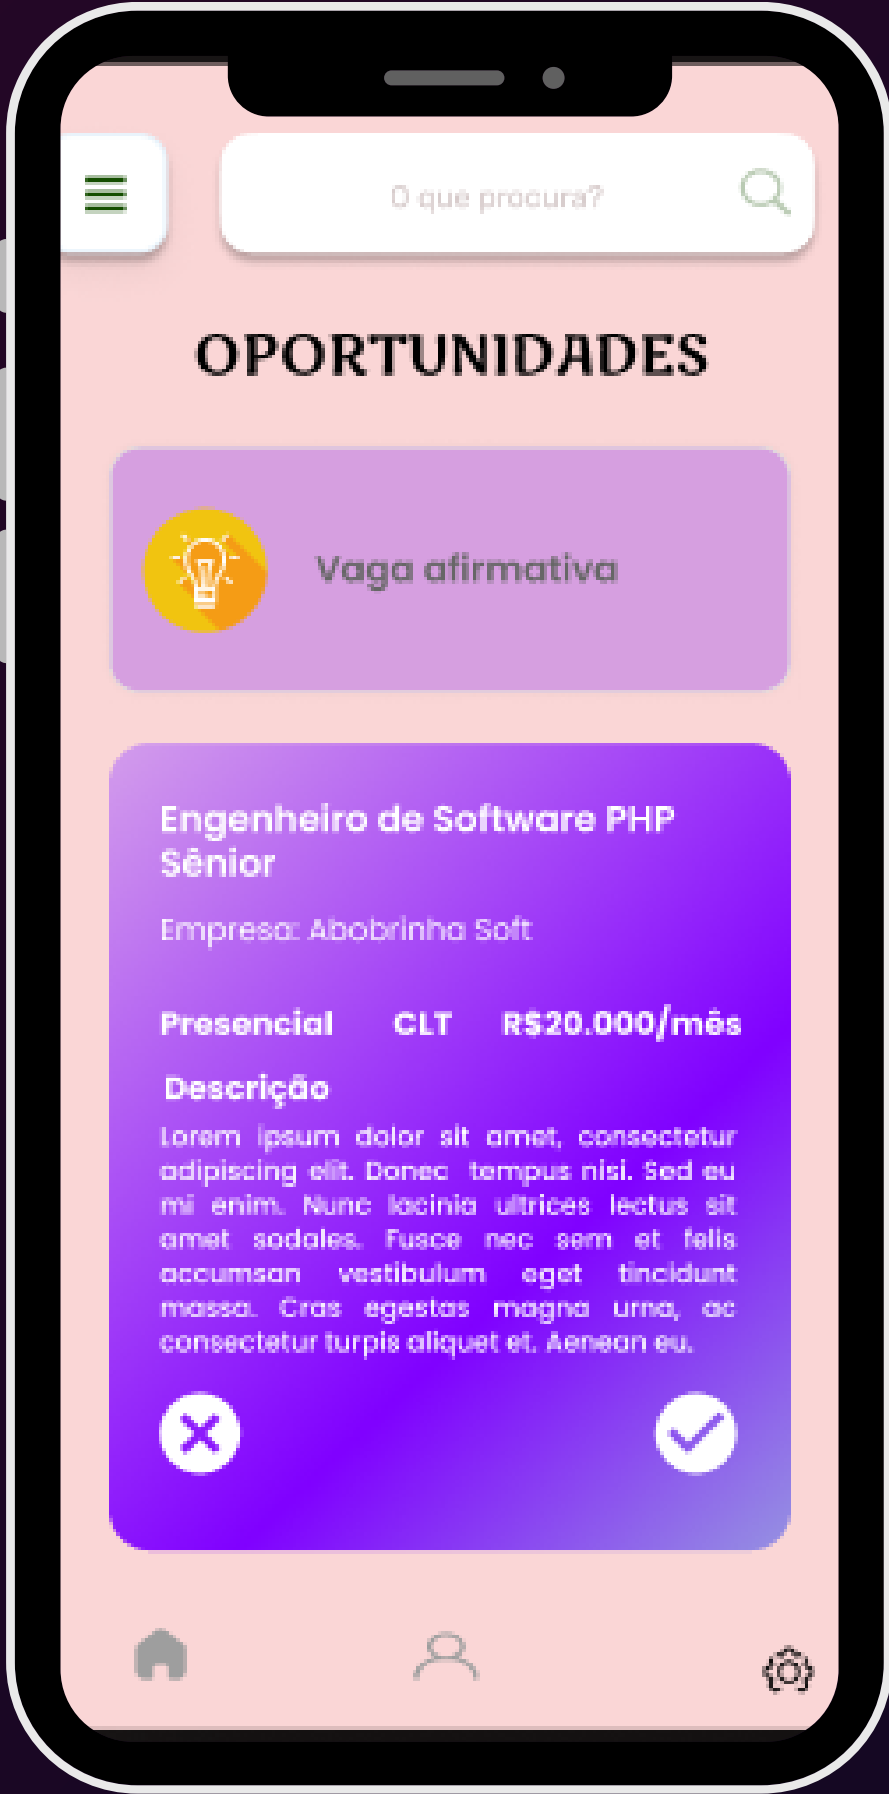 O que procura?
OPORTUNIDADES
Vaga afirmativa
Engenheiro de Software PHP
Sênior
Empresa: Abobrinha Soft
Presencial CLT R$20.000/mês
Descrição
Lorem ipsum dolor sit amet, consectetur
adipiscing elit. Donec tempus nisi. Sed eu
mi enim. Nunc lacinia ultrices lectus sit
amet sodales. Fusce nec sem et felis
accumsan vestibulum eget tincidunt
massa. Cras egestas magna urna, ac
consectetur turpis aliquet et. Aenean eu.